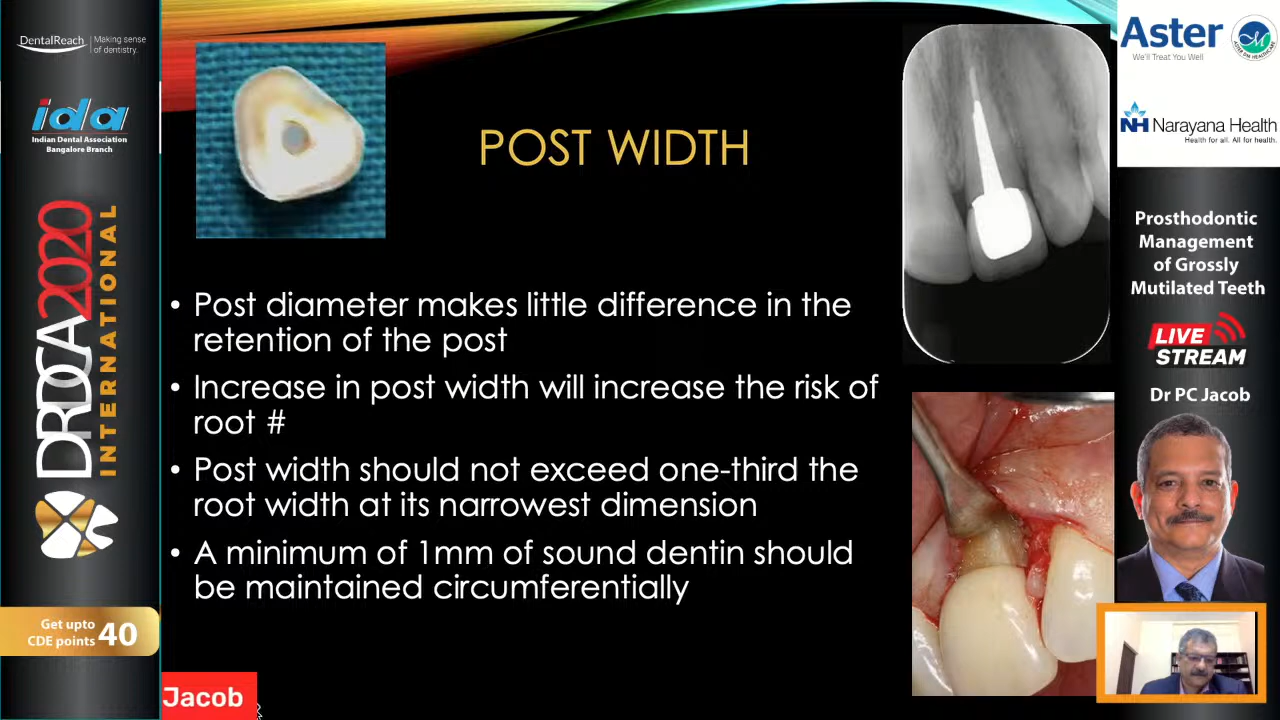 DentalReach
Making sense
of dentistry.
ida
Indian Dental Association
Bangalore Branch
DRDCA2020
INTERNATIONAL
Get upto
CDE points 40
POST WIDTH
• Post diameter makes little difference in the
retention of the post
• Increase in post width will increase the risk of
root #
• Post width should not exceed one-third the
root width at its narrowest dimension
• A minimum of 1mm of sound dentin should
be maintained circumferentially
Jacob
Aster
We'll Treat You Well
NH Narayana Health
Health for all. All for health.
Prosthodontic
Management
of Grossly
Mutilated Teeth
LIVE
STREAM
Dr PC Jacob